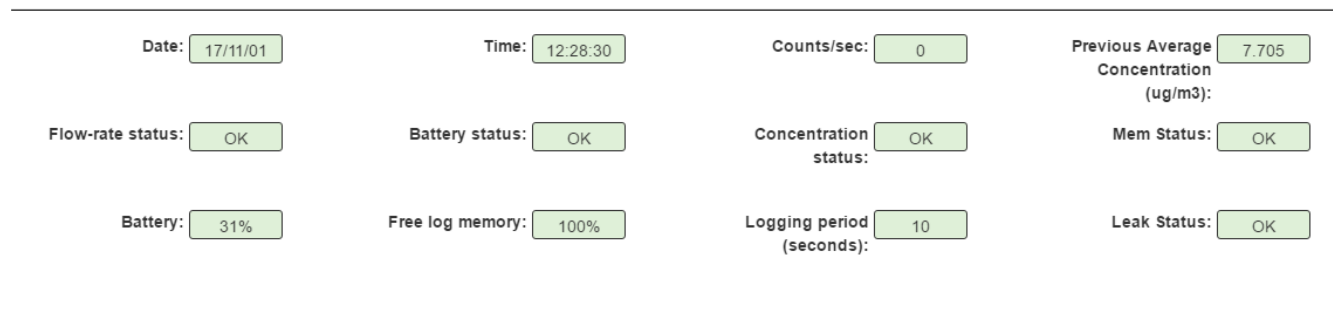 Date: 17/11/01 Time: 12:28:30 Counts/sec: 0 Previous Average 7.705
Concentration
(ug/m3):
Flow-rate status: OK Battery status: OK Concentration OK Mem Status: OK
status:
Battery: 31% Free log memory: 100% Logging period 10 Leak Status: OK
(seconds):